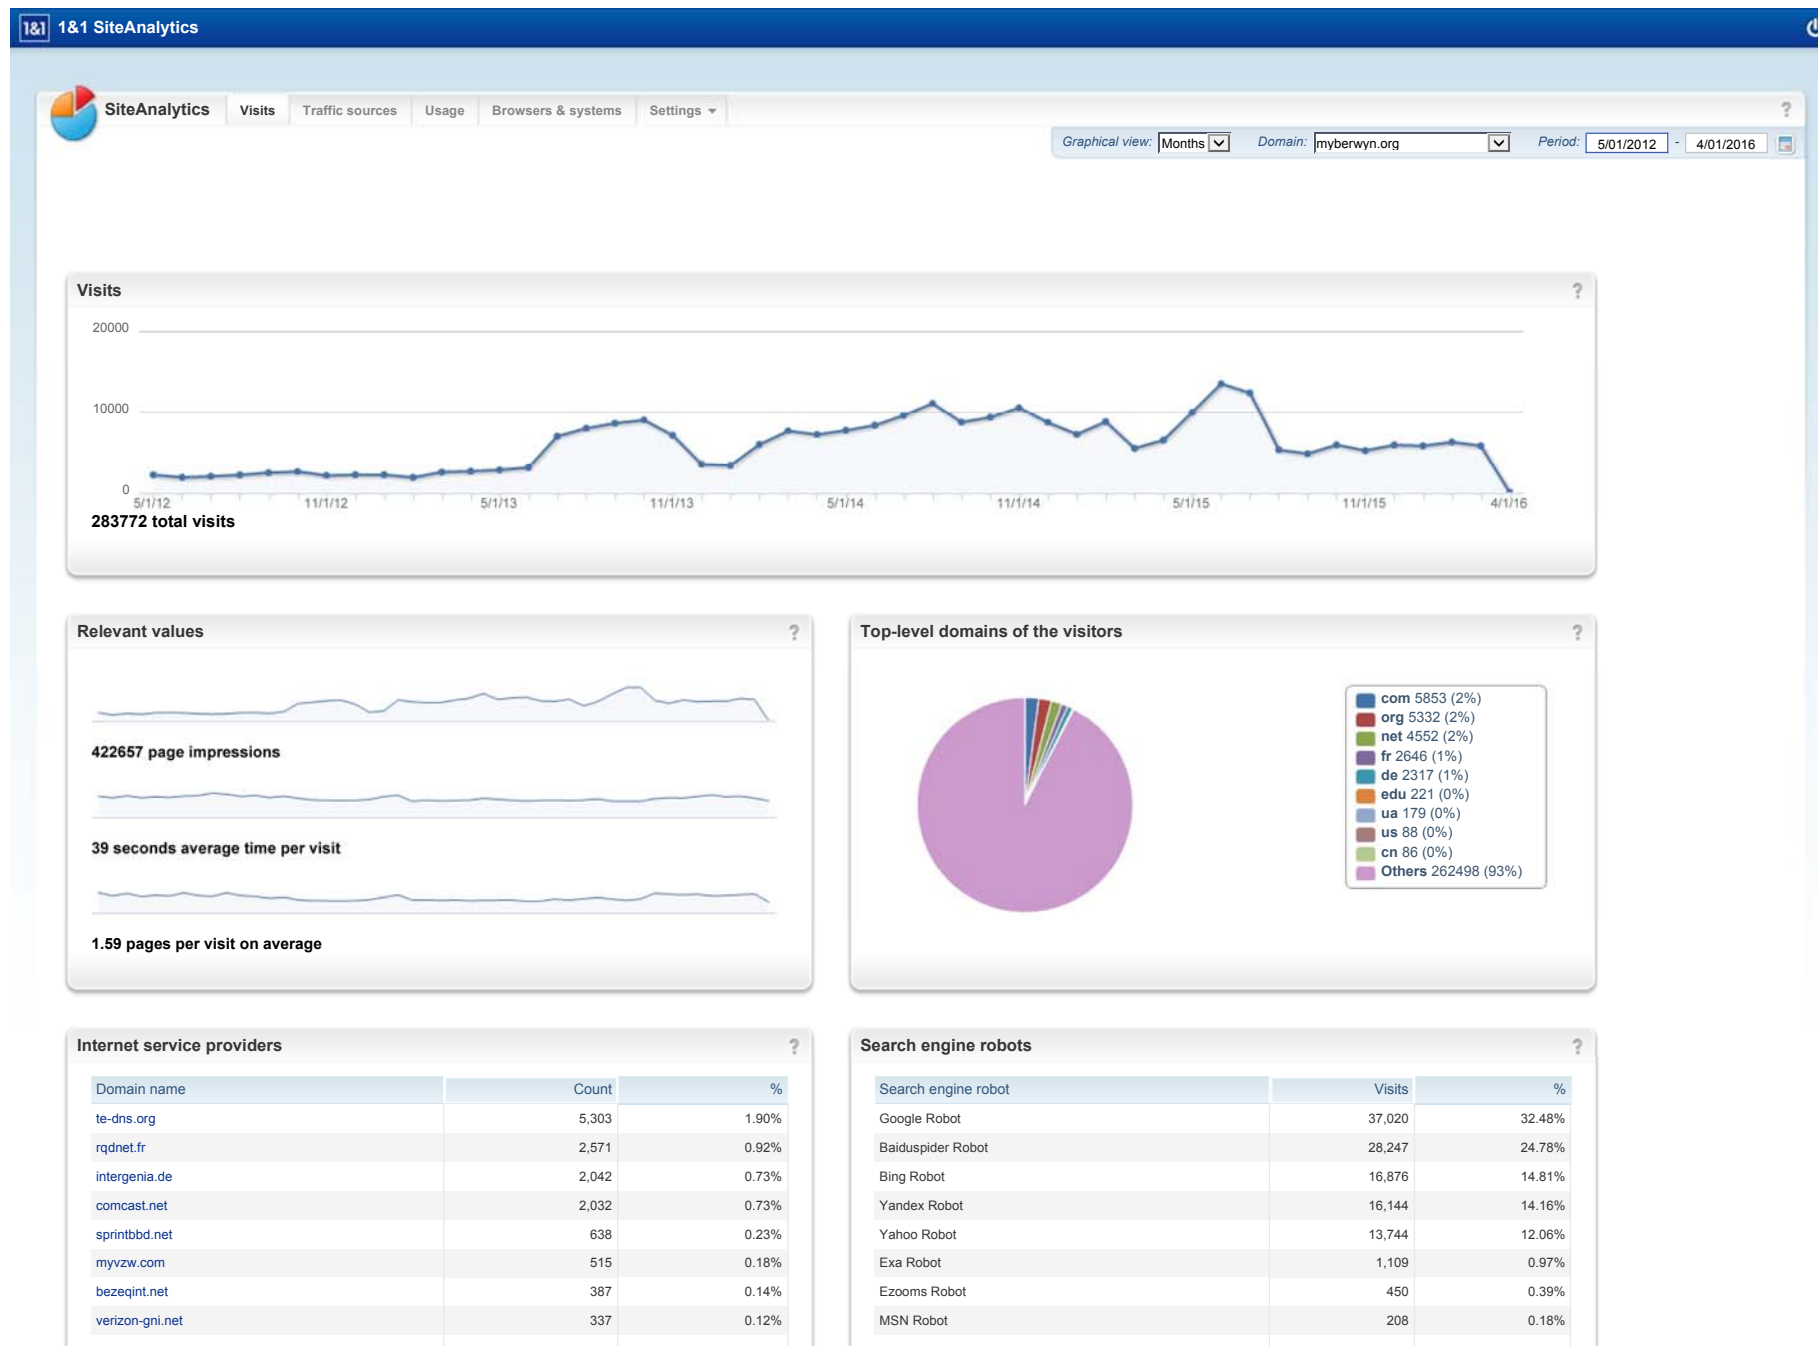 1&1 1&1 SiteAnalytics
SiteAnalytics Visits Traffic sources Usage Browsers & systems Settings ?
Graphical view: Months Domain: myberwyn.org Period: 5/01/2012 - 4/01/2016
Visits ?
20000
10000
0
5/1/12 11/1/12 5/1/13 11/1/13 5/1/14 11/1/14 5/1/15 11/1/15 4/1/16
283772 total visits
Relevant values ?
422657 page impressions
39 seconds average time per visit
1.59 pages per visit on average
Top-level domains of the visitors ?
com 5853 (2%)
org 5332 (2%)
net 4552 (2%)
fr 2646 (1%)
de 2317 (1%)
edu 221 (0%)
ua 179 (0%)
us 88 (0%)
cn 86 (0%)
Others 262498 (93%)
Internet service providers ?
Domain name Count %
te-dns.org 5,303 1.90%
rqdnet.fr 2,571 0.92%
intergenia.de 2,042 0.73%
comcast.net 2,032 0.73%
sprintbbd.net 638 0.23%
myvzw.com 515 0.18%
bezeqint.net 387 0.14%
verizon-gni.net 337 0.12%
Search engine robots ?
Search engine robot Visits %
Google Robot 37,020 32.48%
Baiduspider Robot 28,247 24.78%
Bing Robot 16,876 14.81%
Yandex Robot 16,144 14.16%
Yahoo Robot 13,744 12.06%
Exa Robot 1,109 0.97%
Ezooms Robot 450 0.39%
MSN Robot 208 0.18%